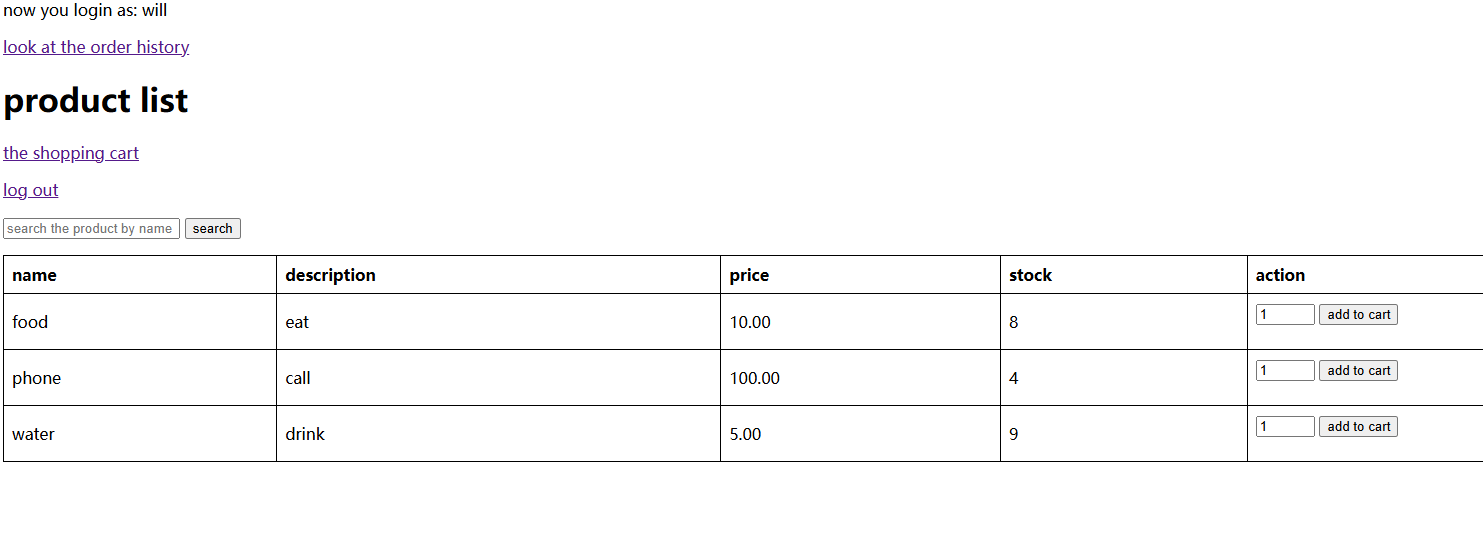 now you login as: will
look at the order history
product list
the shopping cart
log out
search the product by name search
name description price stock action
food eat 10.00 8 1 add to cart
phone call 100.00 4 1 add to cart
water drink 5.00 9 1 add to cart